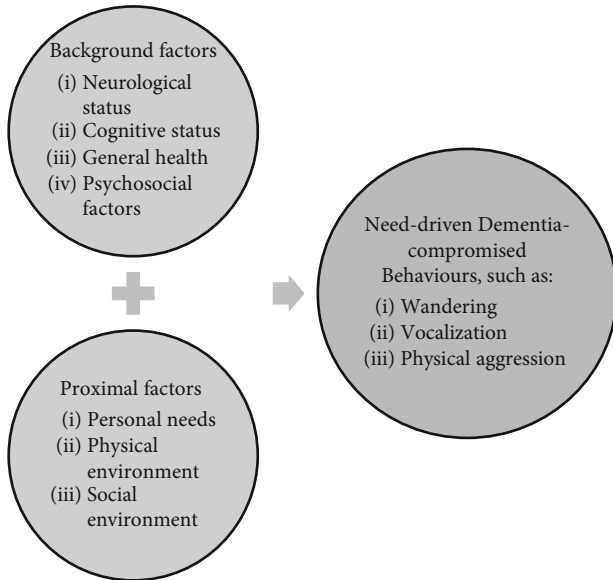 Background factors
(i) Neurological
status
(ii) Cognitive status
(iii) General health
(iv) Psychosocial
factors
Proximal factors
(i) Personal needs
(ii) Physical
environment
(iii) Social
environment
Need-driven Dementia-
compromised
Behaviours, such as:
(i) Wandering
(ii) Vocalization
(iii) Physical aggression